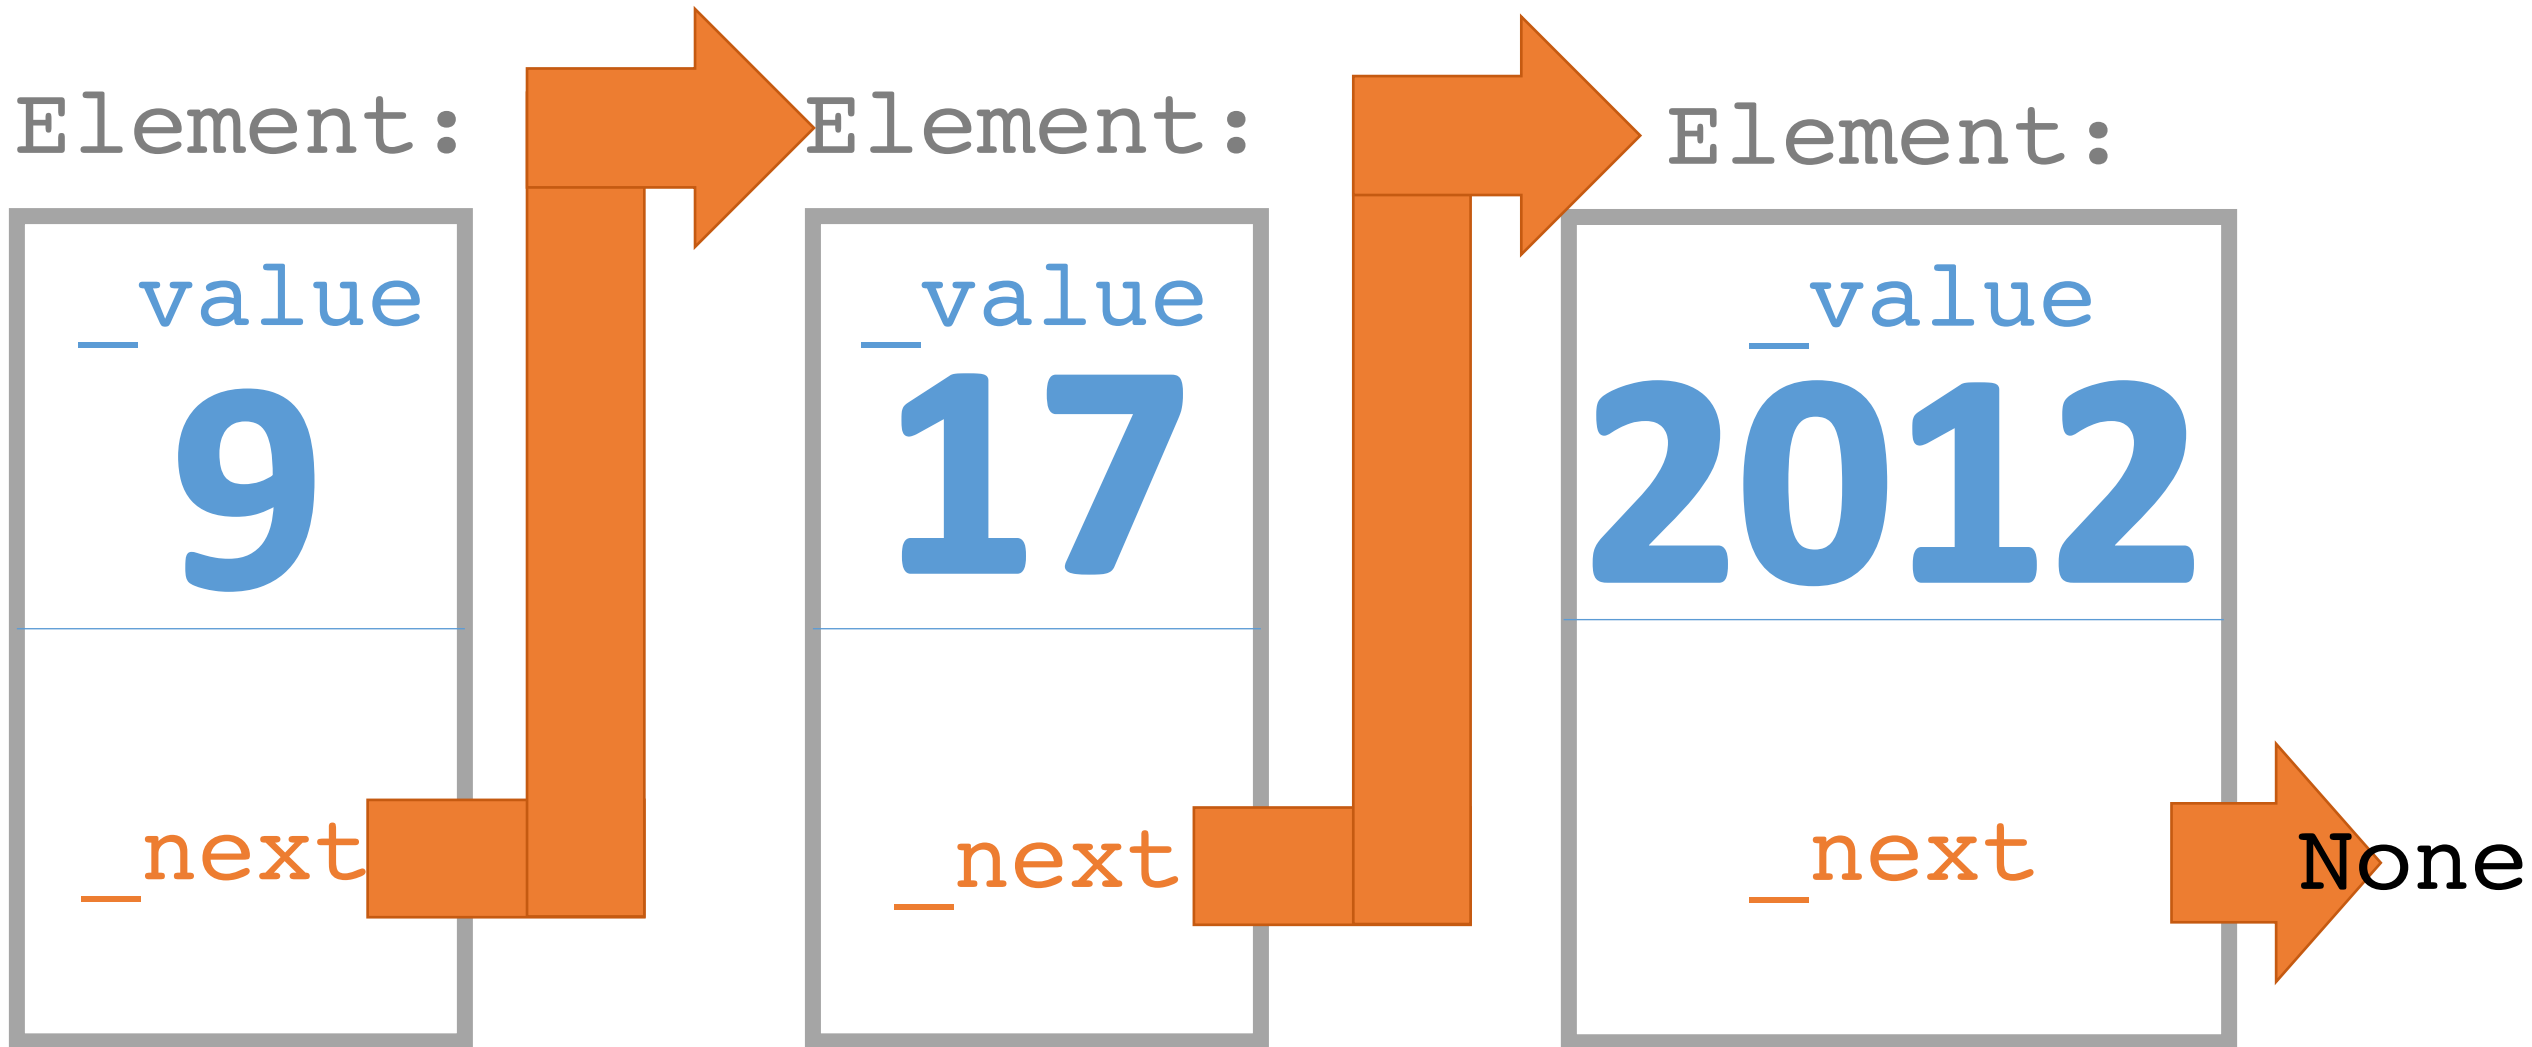 Element:
_value
9
_next
Element:
_value
17
_next
Element:
_value
2012
_next
None